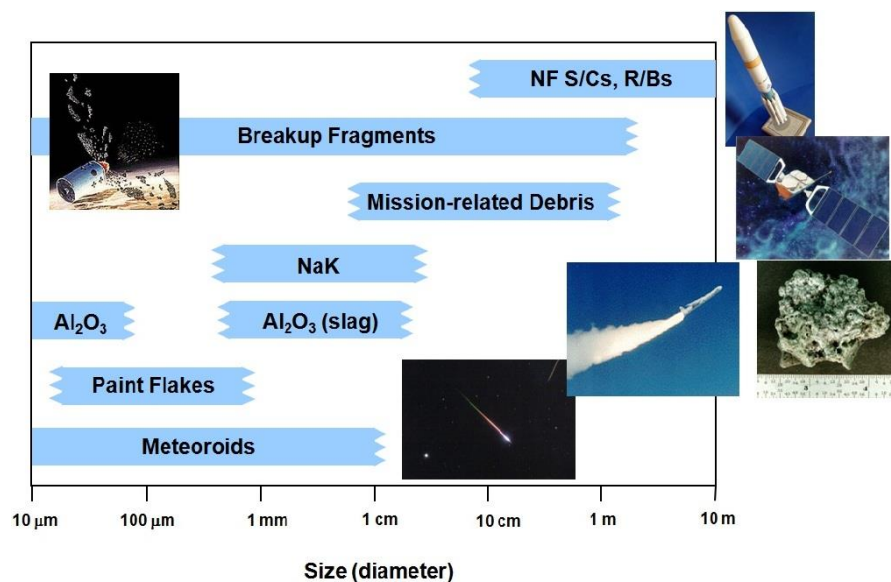 NF S/Cs, R/Bs
Breakup Fragments
Mission-related Debris
NaK
Al₂O₃
Al₂O₃ (slag)
Paint Flakes
Meteoroids
10 μm
100 μm
1 mm
1 cm
10 cm
1 m
10 m
Size (diameter)